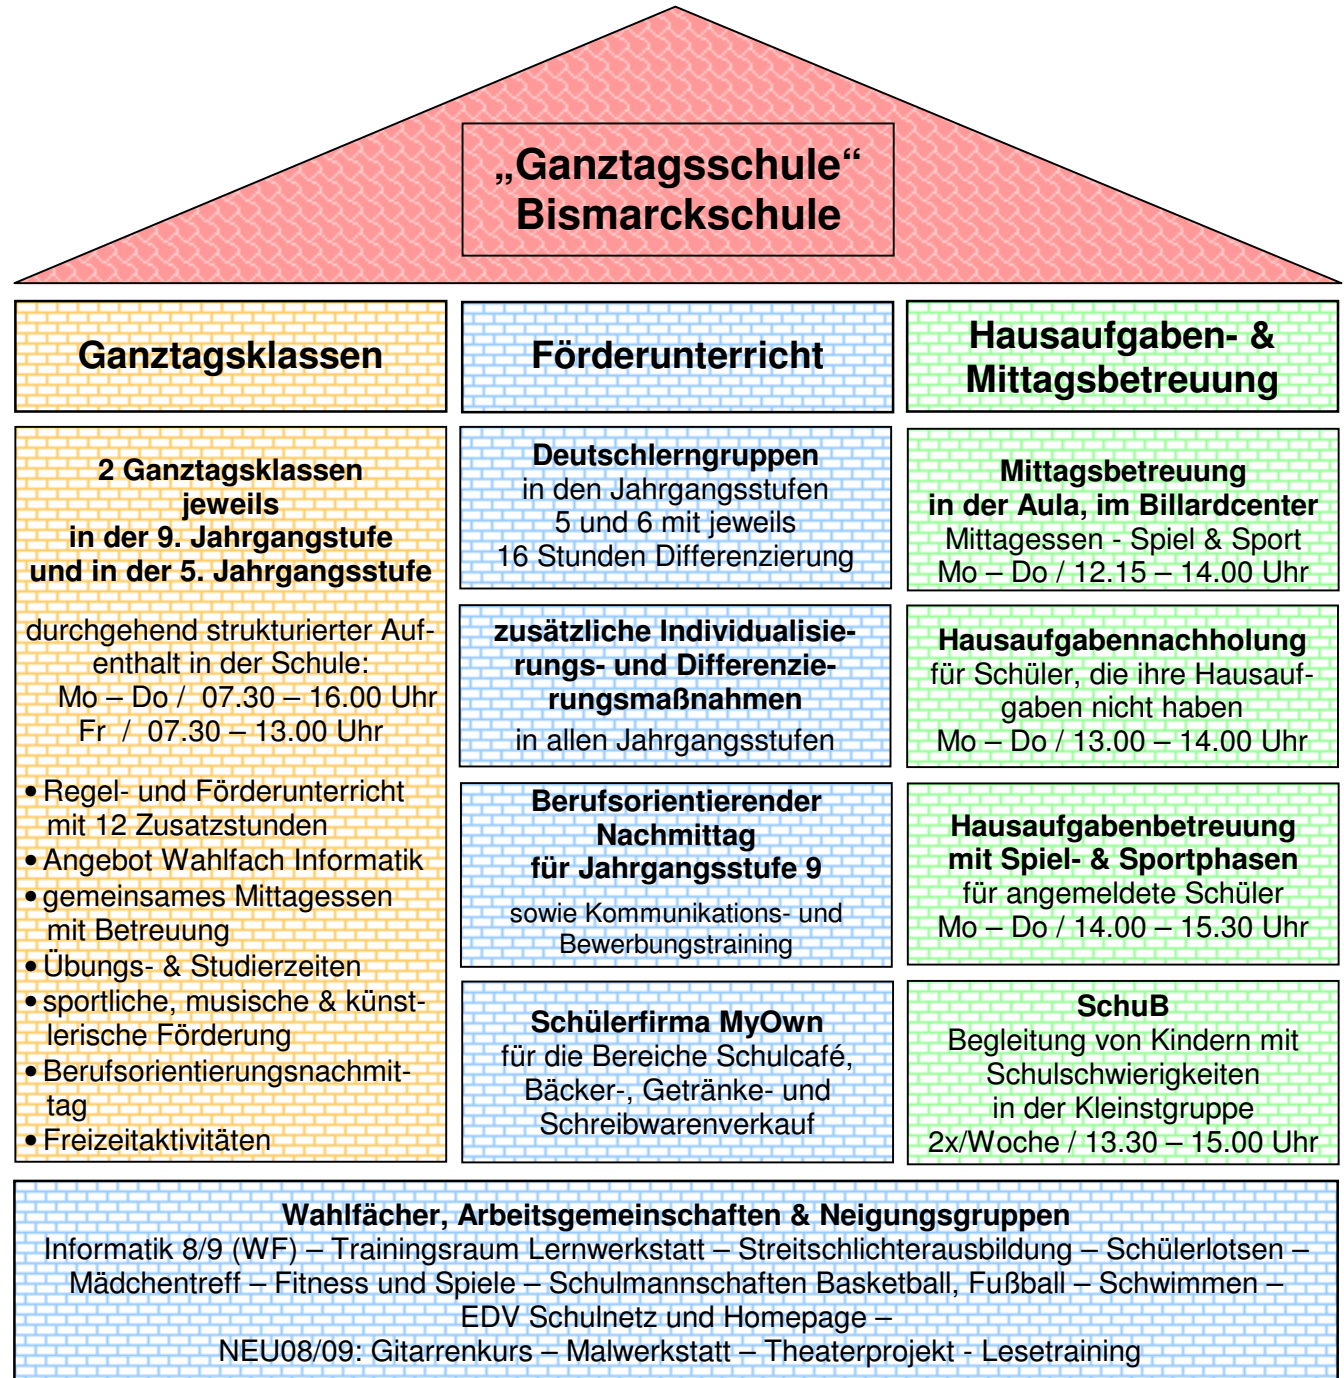 „Ganztagsschule“
Bismarckschule
Ganztagsklassen
2 Ganztagsklassen
jeweils
in der 9. Jahrgangstufe
und in der 5. Jahrgangsstufe
durchgehend strukturierter Auf-
enthalt in der Schule:
Mo – Do / 07.30 – 16.00 Uhr
Fr / 07.30 – 13.00 Uhr
• Regel- und Förderunterricht
mit 12 Zusatzstunden
• Angebot Wahlfach Informatik
• gemeinsames Mittagessen
mit Betreuung
• Übungs- & Studierzeiten
• sportliche, musische & künst-
lerische Förderung
• Berufsorientierungsnachmit-
tag
• Freizeitaktivitäten
Förderunterricht
Deutschlerngruppen
in den Jahrgangsstufen
5 und 6 mit jeweils
16 Stunden Differenzierung
zusätzliche Individualisie-
rungs- und Differenzie-
rungsmaßnahmen
in allen Jahrgangsstufen
Berufsorientierender
Nachmittag
für Jahrgangsstufe 9
sowie Kommunikations- und
Bewerbungstraining
Schülerfirma MyOwn
für die Bereiche Schulcafé,
Bäcker-, Getränke- und
Schreibwarenverkauf
Hausaufgaben- &
Mittagsbetreuung
Mittagsbetreuung
in der Aula, im Billardcenter
Mittagessen - Spiel & Sport
Mo – Do / 12.15 – 14.00 Uhr
Hausaufgabennachholung
für Schüler, die ihre Hausauf-
gaben nicht haben
Mo – Do / 13.00 – 14.00 Uhr
Hausaufgabenbetreuung
mit Spiel- & Sportphasen
für angemeldete Schüler
Mo – Do / 14.00 – 15.30 Uhr
SchuB
Begleitung von Kindern mit
Schulschwierigkeiten
in der Kleinstgruppe
2x/Woche / 13.30 – 15.00 Uhr
Wahlfächer, Arbeitsgemeinschaften & Neigungsgruppen
Informatik 8/9 (WF) – Trainingsraum Lernwerkstatt – Streitschlichterausbildung – Schülerlotsen –
Mädchentreff – Fitness und Spiele – Schulmannschaften Basketball, Fußball – Schwimmen –
EDV Schulnetz und Homepage –
NEU08/09: Gitarrenkurs – Malwerkstatt – Theaterprojekt - Lesetraining